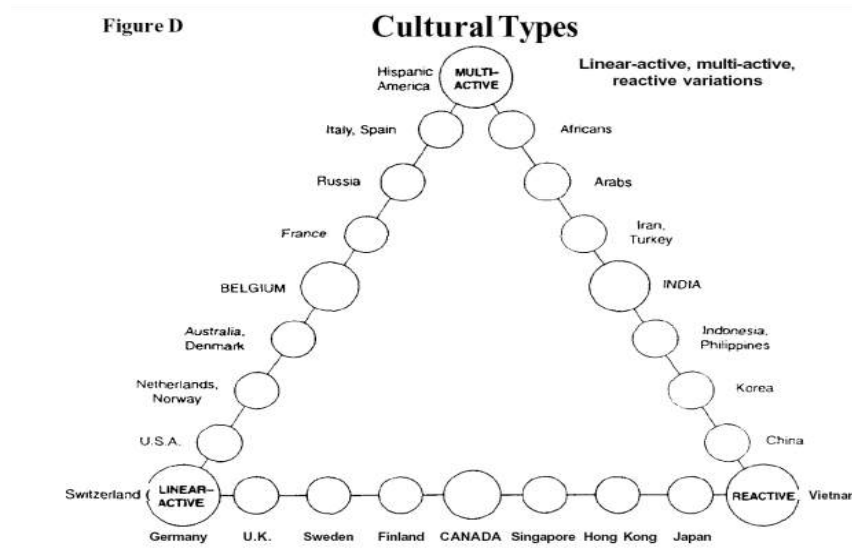 Figure D
Cultural Types
Linear-active, multi-active,
reactive variations
Hispanic
America
MULTI-
ACTIVE
Italy, Spain
Africans
Russia
Arabs
France
Iran,
Turkey
BELGIUM
INDIA
Australia,
Denmark
Indonesia,
Philippines
Netherlands,
Norway
Korea
U.S.A.
China
Switzerland
LINEAR-
ACTIVE
REACTIVE
Vietnar
Germany
U.K.
Sweden
Finland
CANADA
Singapore
Hong Kong
Japan